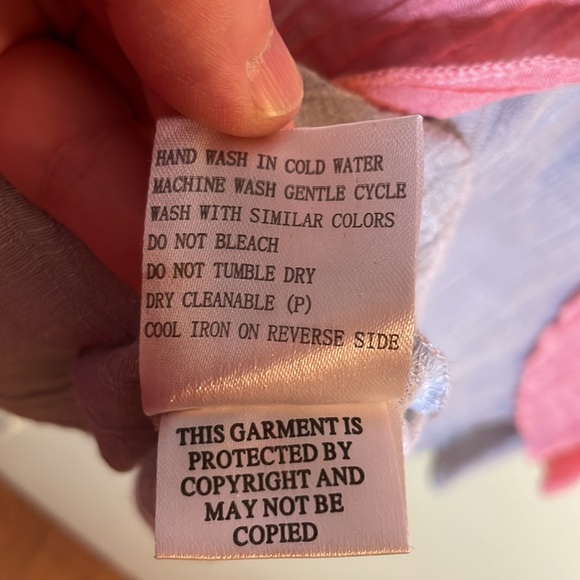 HAND WASH IN COLD WATER
MACHINE WASH GENTLE CYCLE
WASH WITH SIMILAR COLORS
DO NOT BLEACH
DO NOT TUMBLE DRY
DRY CLEANABLE (P)
COOL IRON ON REVERSE SIDE
THIS GARMENT IS
PROTECTED BY
COPYRIGHT AND
MAY NOT BE
COPIED